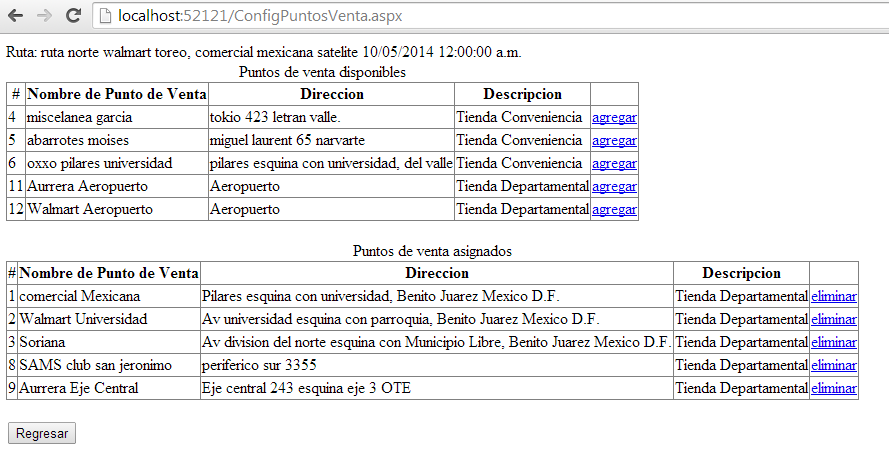 localhost:52121/ConfigPuntosVenta.aspx
Ruta: ruta norte walmart toreo, comercial mexicana satelite 10/05/2014 12:00:00 a.m.
Puntos de venta disponibles
# Nombre de Punto de Venta Direccion Descripcion
4 miscelanea garcia tokio 423 letran valle. Tienda Conveniencia agregar
5 abarrotes moises miguel laurent 65 narvarte Tienda Conveniencia agregar
6 oxxo pilares universidad pilares esquina con universidad, del valle Tienda Conveniencia agregar
11 Aurrera Aeropuerto Aeropuerto Tienda Departamental agregar
12 Walmart Aeropuerto Aeropuerto Tienda Departamental agregar
Puntos de venta asignados
# Nombre de Punto de Venta Direccion Descripcion
1 comercial Mexicana Pilares esquina con universidad, Benito Juarez Mexico D.F. Tienda Departamental eliminar
2 Walmart Universidad Av universidad esquina con parroquia, Benito Juarez Mexico D.F. Tienda Departamental eliminar
3 Soriana Av division del norte esquina con Municipio Libre, Benito Juarez Mexico D.F. Tienda Departamental eliminar
8 SAMS club san jeronimo periferico sur 3355 Tienda Departamental eliminar
9 Aurrera Eje Central Eje central 243 esquina eje 3 OTE Tienda Departamental eliminar
Regresar